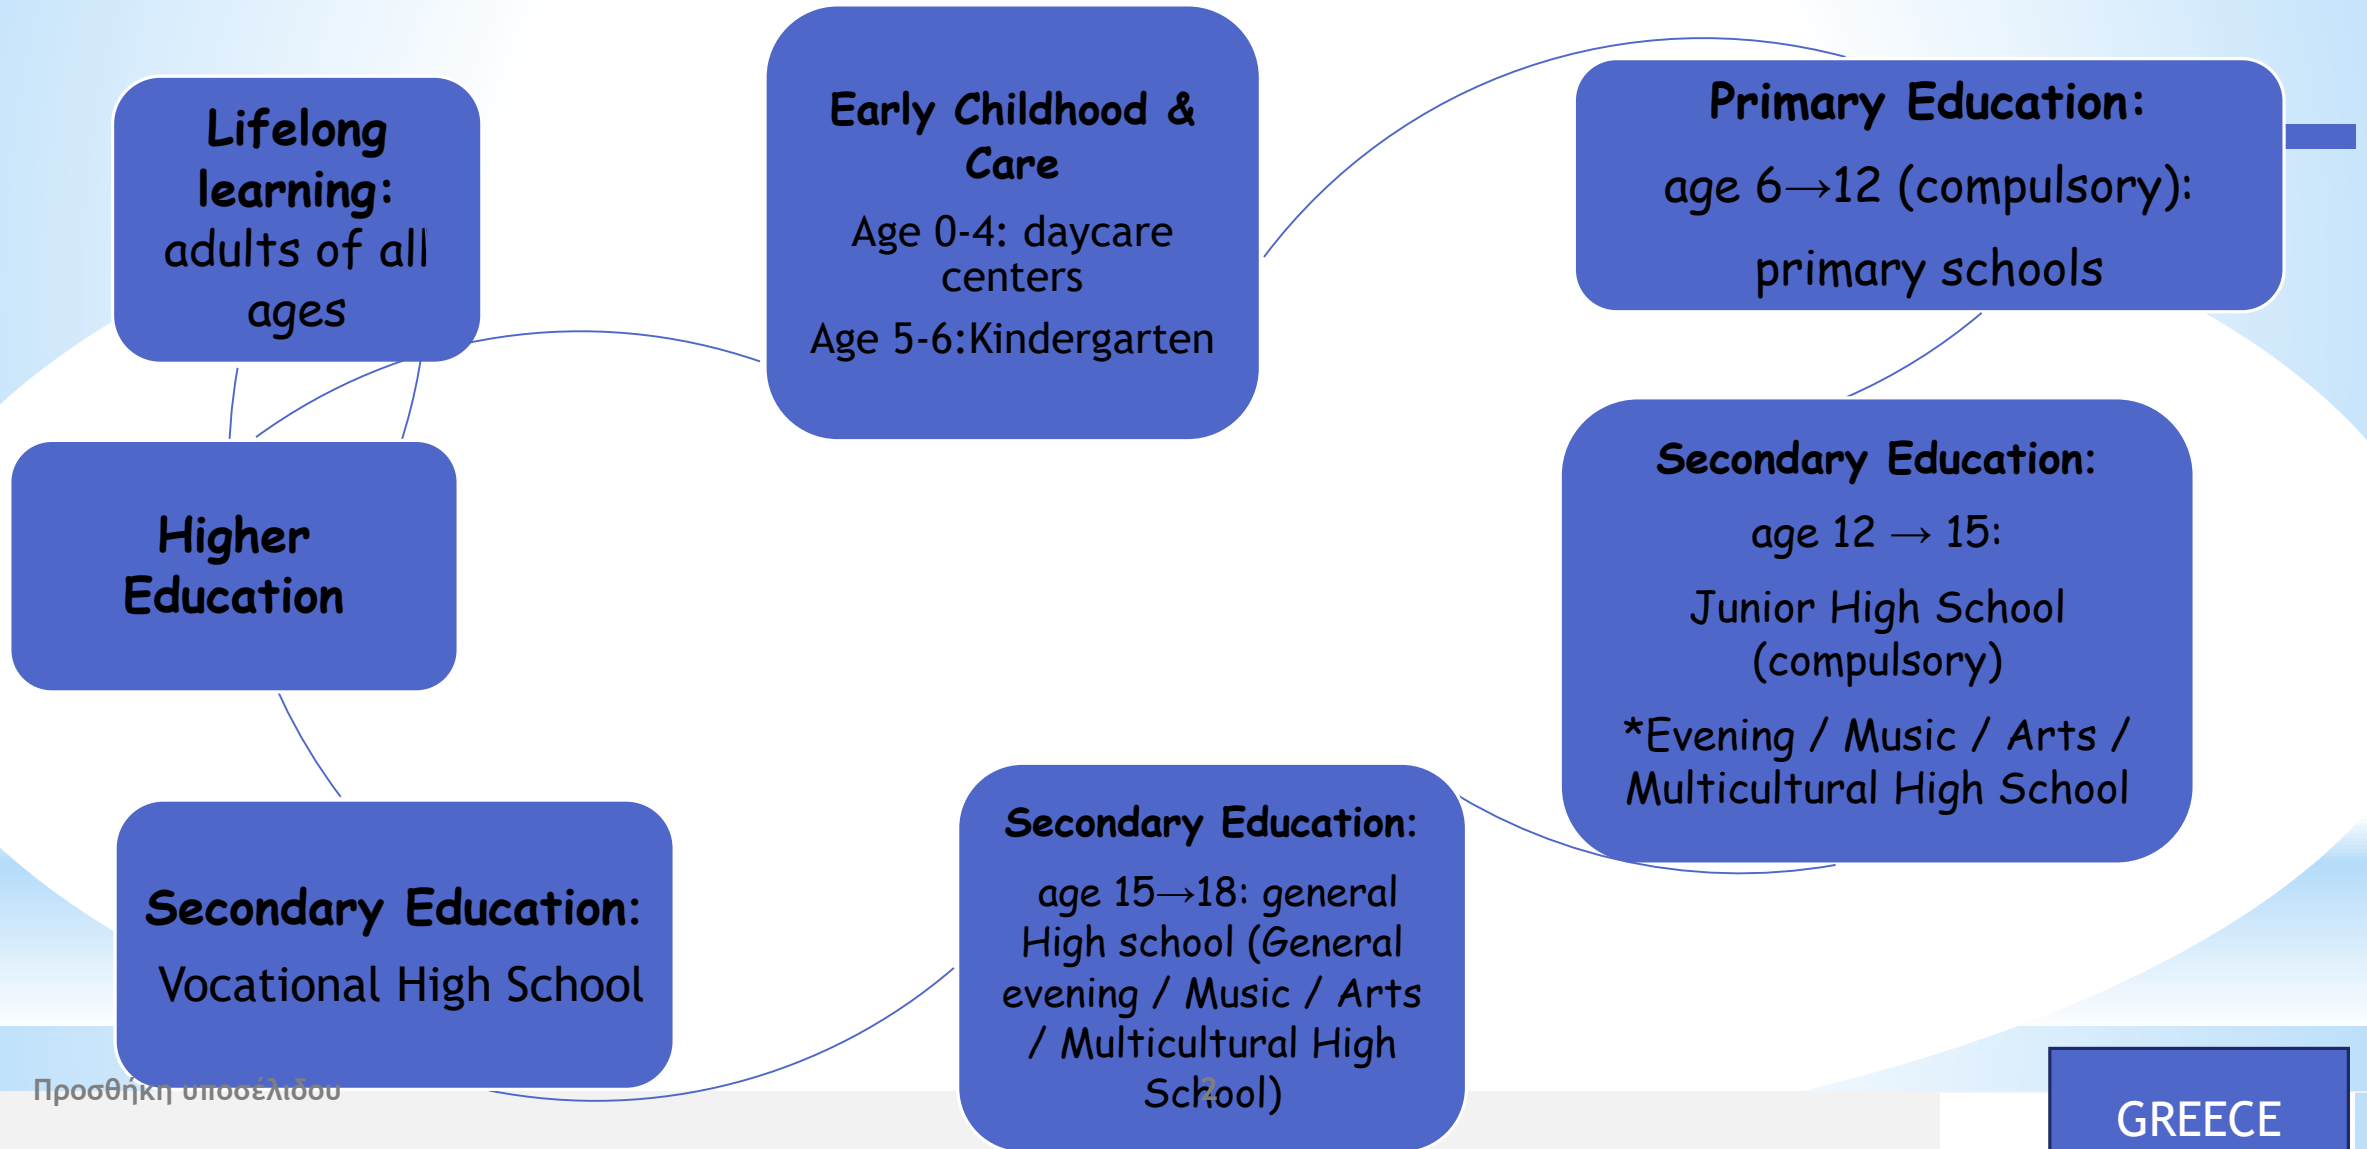 Lifelong
learning:
adults of all
ages
Early Childhood &
Care
Age 0-4: daycare
centers
Age 5-6:Kindergarten
Primary Education:
age 6→12 (compulsory):
primary schools
Secondary Education:
age 12 → 15:
Junior High School
(compulsory)
*Evening / Music / Arts /
Multicultural High School
Secondary Education:
age 15→18: general
High school (General
evening / Music / Arts
/ Multicultural High
School)
Secondary Education:
Vocational High School
Higher
Education
Προσθήκη υποσέλιδου
2
GREECE